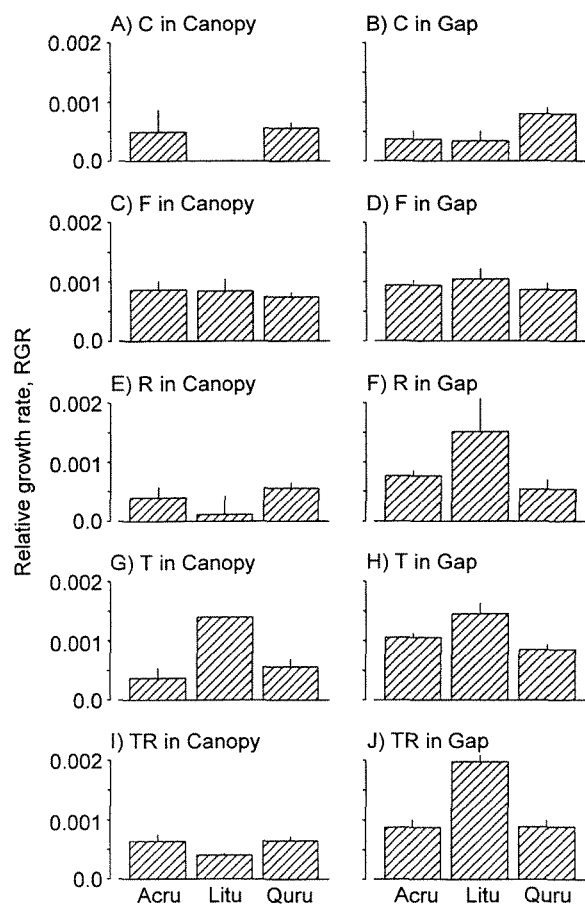 A) C in Canopy
B) C in Gap
0.002
0.001
0.0
C) F in Canopy
D) F in Gap
0.002
0.001
0.0
E) R in Canopy
F) R in Gap
0.002
0.001
0.0
G) T in Canopy
H) T in Gap
0.002
0.001
0.0
I) TR in Canopy
J) TR in Gap
0.002
0.001
0.0
Relative growth rate, RGR
Acru Litu Quru
Acru Litu Quru